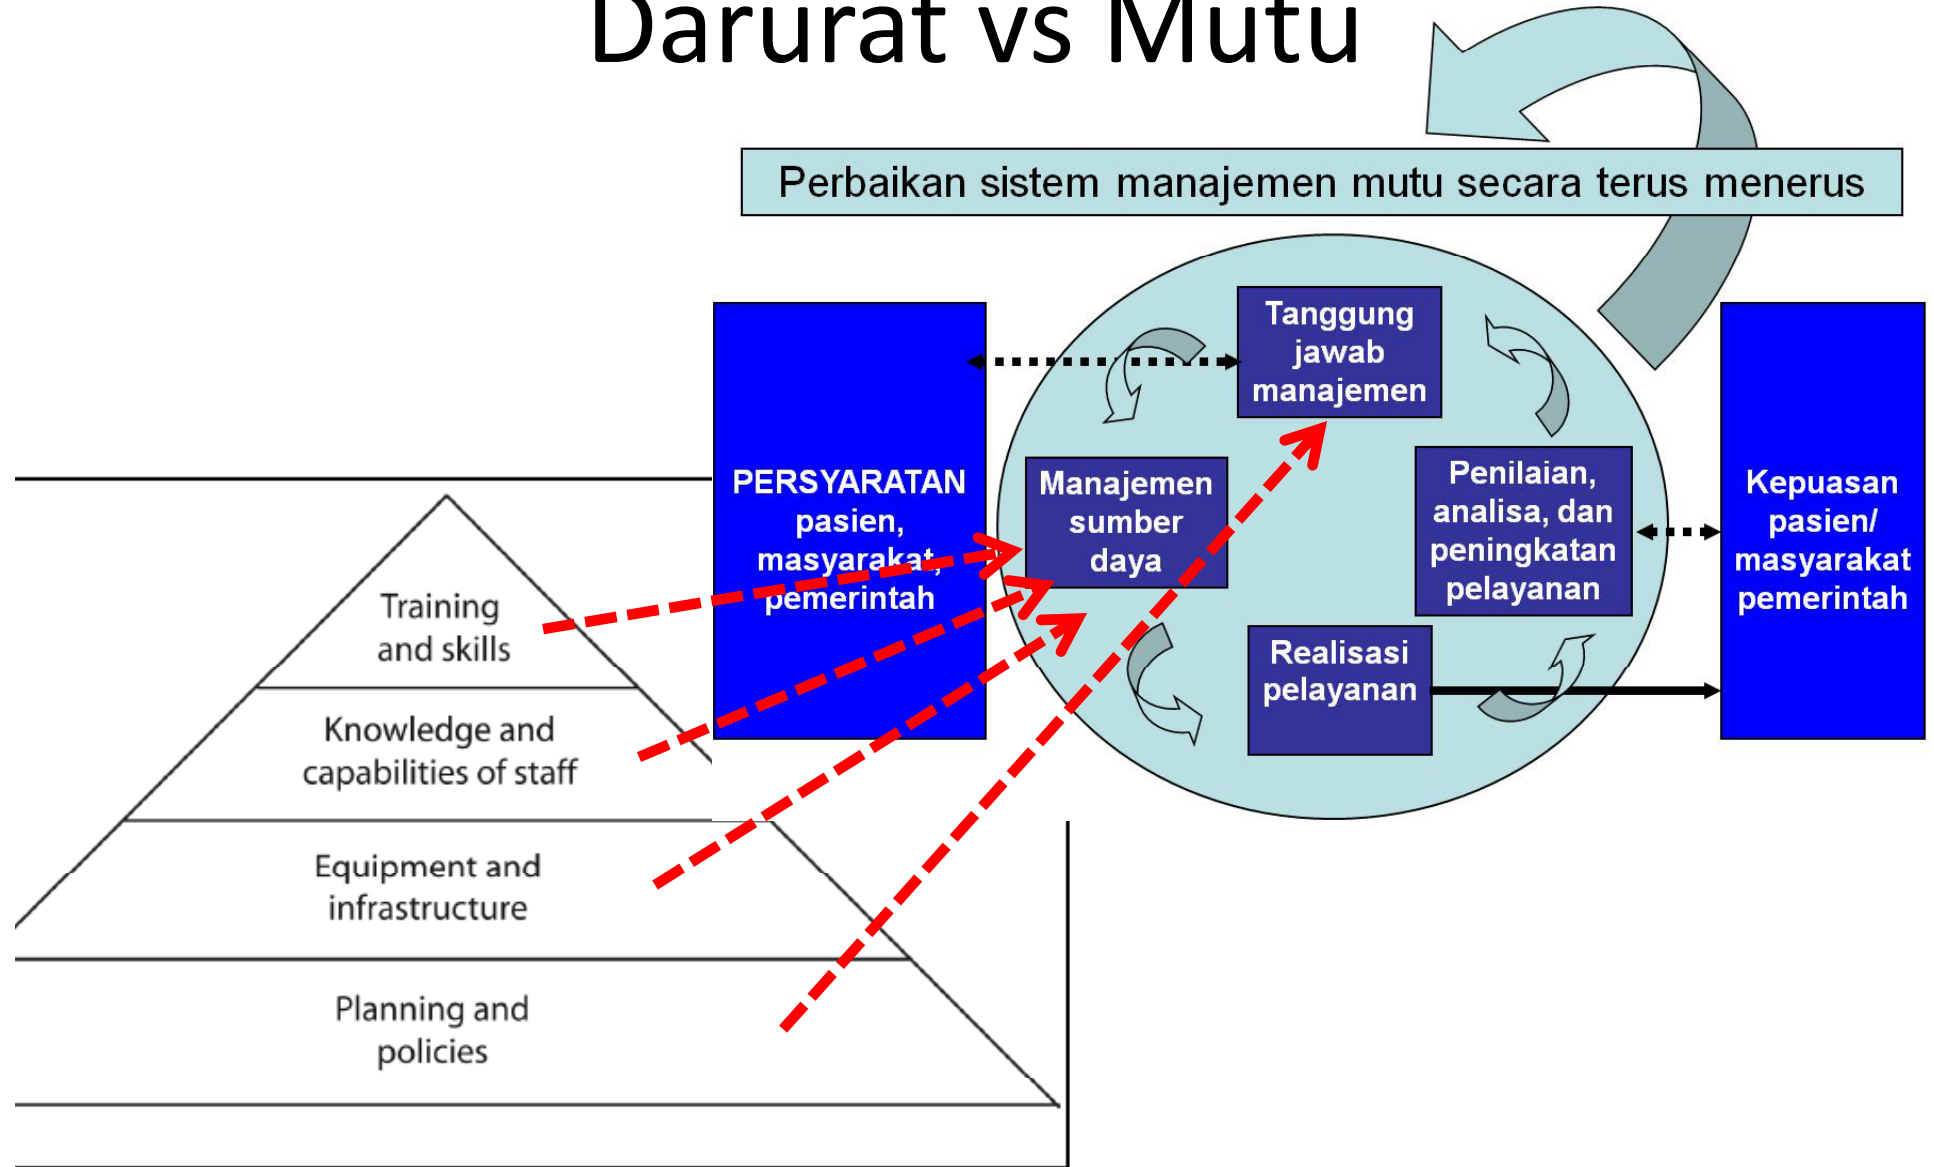 Darurat vs Mutu
Perbaikan sistem manajemen mutu secara terus menerus
Tanggung
jawab
manajemen
PERSYARATAN
pasien,
masyarakat,
pemerintah
Manajemen
sumber
daya
Penilaian,
analisa, dan
peningkatan
pelayanan
Kepuasan
pasien/
masyarakat
pemerintah
Realisasi
pelayanan
Training
and skills
Knowledge and
capabilities of staff
Equipment and
infrastructure
Planning and
policies